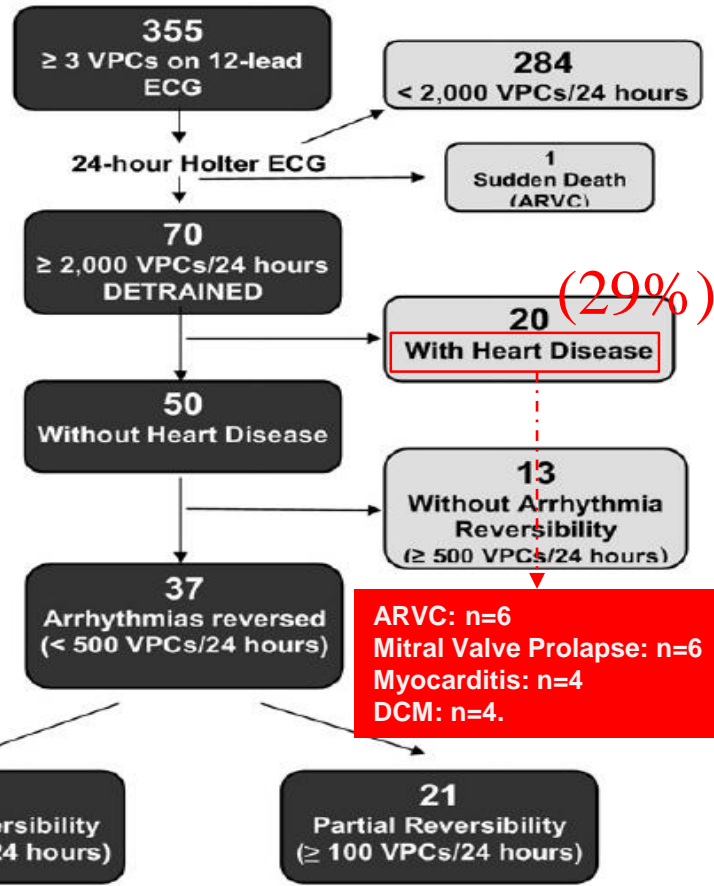 355
≥ 3 VPCs on 12-lead
ECG
284
< 2,000 VPCs/24 hours
24-hour Holter ECG
1
Sudden Death
(ARVC)
70
≥ 2,000 VPCs/24 hours
DETRAINED
(29%)
20
With Heart Disease
50
Without Heart Disease
13
Without Arrhythmia
Reversibility
(≥ 500 VPCs/24 hours)
37
Arrhythmias reversed
(< 500 VPCs/24 hours)
ARVC: n=6
Mitral Valve Prolapse: n=6
Myocarditis: n=4
DCM: n=4.
ersibility
24 hours)
21
Partial Reversibility
(≥ 100 VPCs/24 hours)